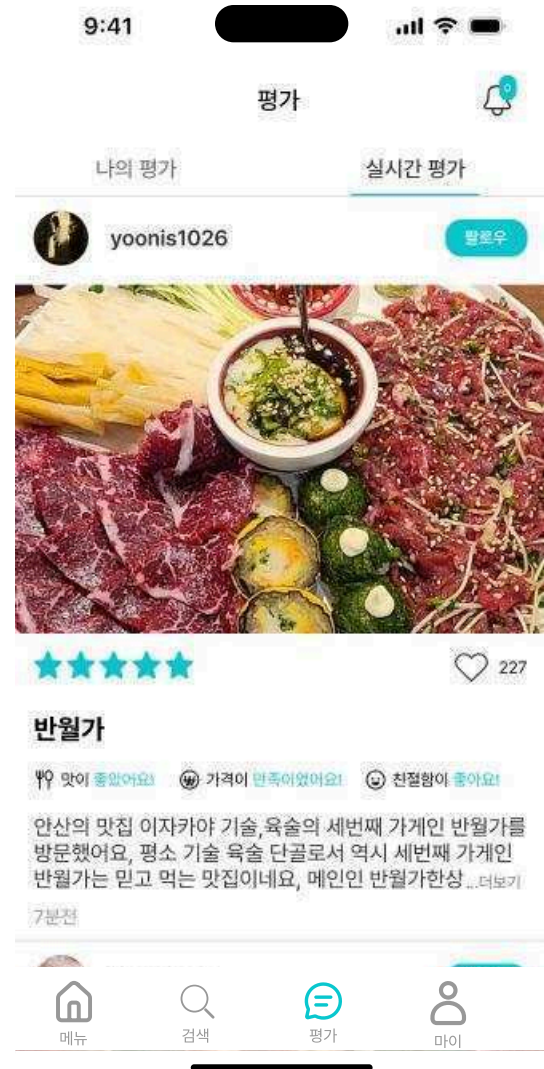 9:41
평가
0
나의 평가
실시간 평가
yoonis1026
팔로우
227
반월가
맛이 좋았어요!
가격이 만족이었어요!
친절함이 좋아요!
안산의 맛집 이자카야 기술,육술의 세번째 가게인 반월가를
방문했어요, 평소 기술 육술 단골로서 역시 세번째 가게인
반월가는 믿고 먹는 맛집이네요, 메인인 반월가한상 ...더보기
7분전
메뉴
검색
평가
마이